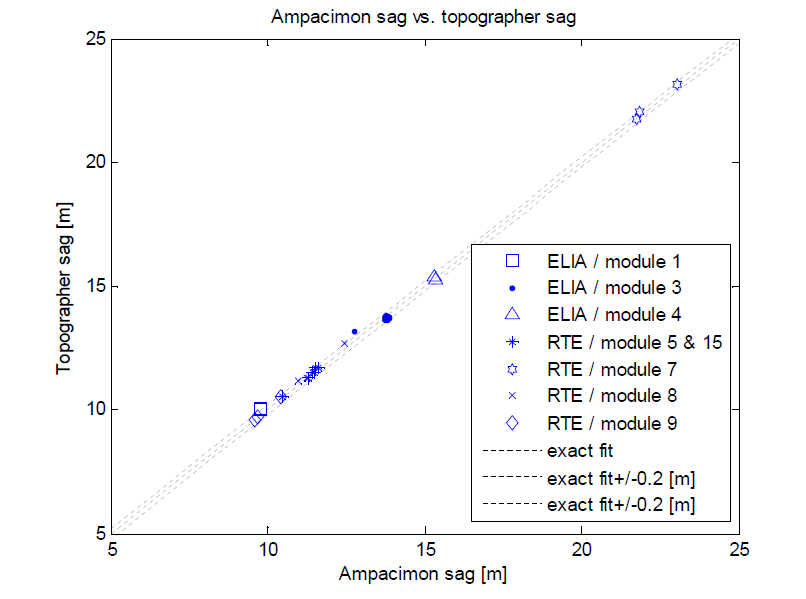 Ampacimon sag vs. topographer sag
25
20
15
10
5
Topographer sag [m]
ELIA / module 1
ELIA / module 3
ELIA / module 4
RTE / module 5 & 15
RTE / module 7
RTE / module 8
RTE / module 9
exact fit
exact fit+/-0.2 [m]
exact fit+/-0.2 [m]
5
10
15
20
25
Ampacimon sag [m]